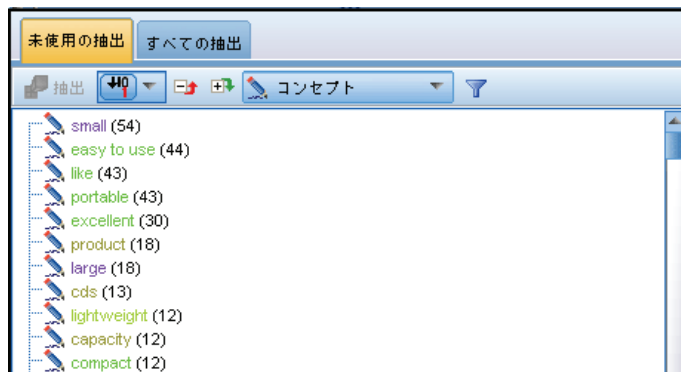 未使用の抽出 すべての抽出
抽出 コンセプト
small (54)
easy to use (44)
like (43)
portable (43)
excellent (30)
product (18)
large (18)
cds (13)
lightweight (12)
capacity (12)
compact (12)